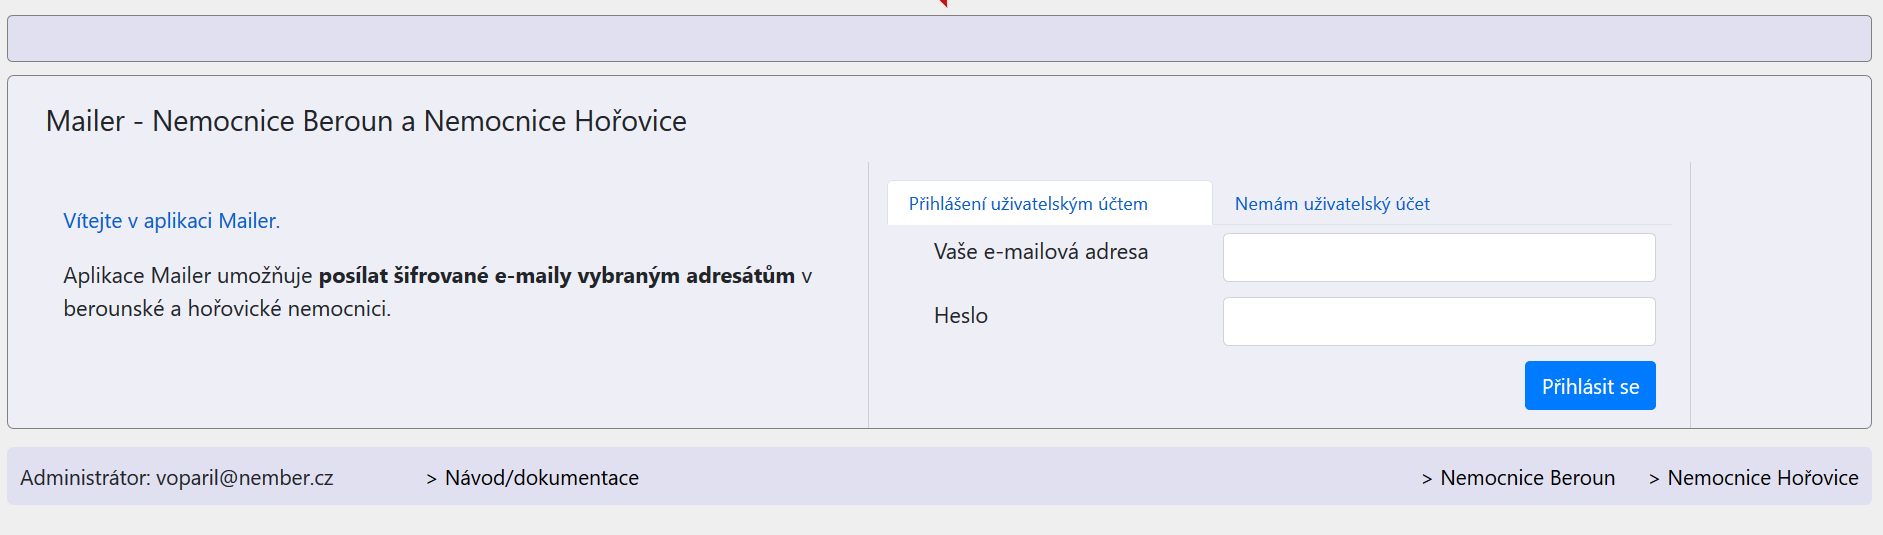 Mailer - Nemocnice Beroun a Nemocnice Hořovice
Vítejte v aplikaci Mailer.
Aplikace Mailer umožňuje posílat šifrované e-maily vybraným adresátům v
berounské a hořovické nemocnici.
Přihlášení uživatelským účtem
Nemám uživatelský účet
Vaše e-mailová adresa
Heslo
Přihlásit se
Administrátor: voparil@nember.cz
> Návod/dokumentace
> Nemocnice Beroun
> Nemocnice Hořovice